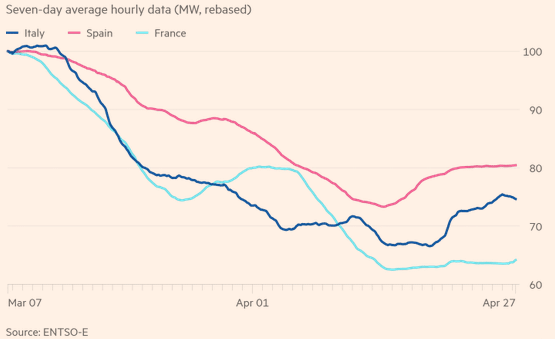 Seven-day average hourly data (MW, rebased)
Italy Spain France
100
90
80
70
60
Mar 07 Apr 01 Apr 27
Source: ENTSO-E